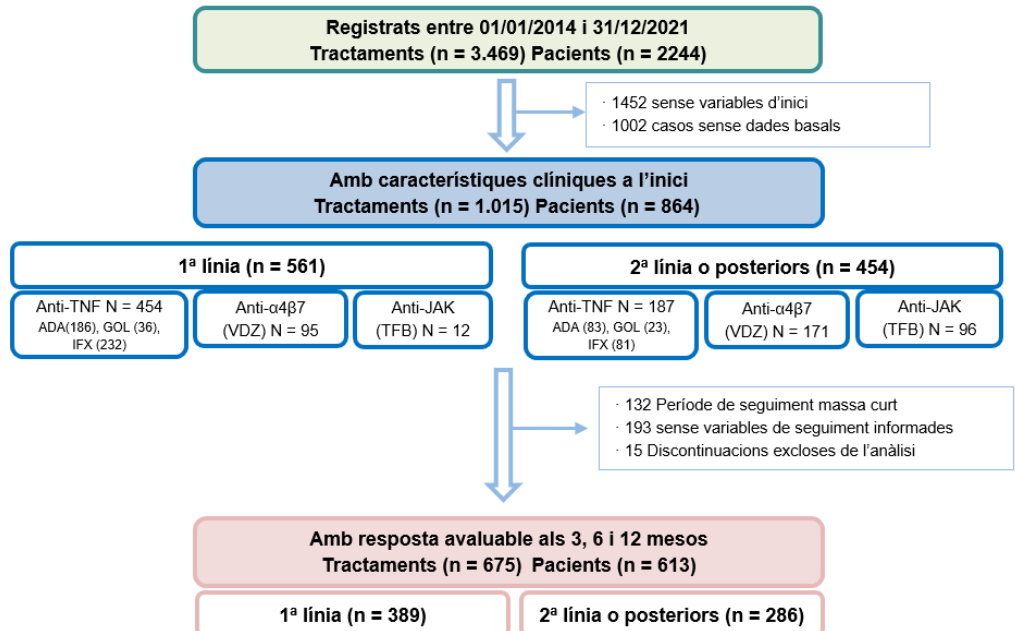 Registrats entre 01/01/2014 i 31/12/2021
Tractaments (n = 3.469) Pacients (n = 2244)
· 1452 sense variables d’inici
· 1002 casos sense dades basals
Amb característiques clíniques a l’inici
Tractaments (n = 1.015) Pacients (n = 864)
1ª línia (n = 561)
Anti-TNF N = 454
ADA(186), GOL (36),
IFX (232)
Anti-α4β7
(VDZ) N = 95
Anti-JAK
(TFB) N = 12
2ª línia o posteriors (n = 454)
Anti-TNF N = 187
ADA (83), GOL (23),
IFX (81)
Anti-α4β7
(VDZ) N = 171
Anti-JAK
(TFB) N = 96
· 132 Període de seguiment massa curt
· 193 sense variables de seguiment informades
· 15 Discontinuacions excloses de l’anàlisi
Amb resposta avaluable als 3, 6 i 12 mesos
Tractaments (n = 675) Pacients (n = 613)
1ª línia (n = 389)
2ª línia o posteriors (n = 286)